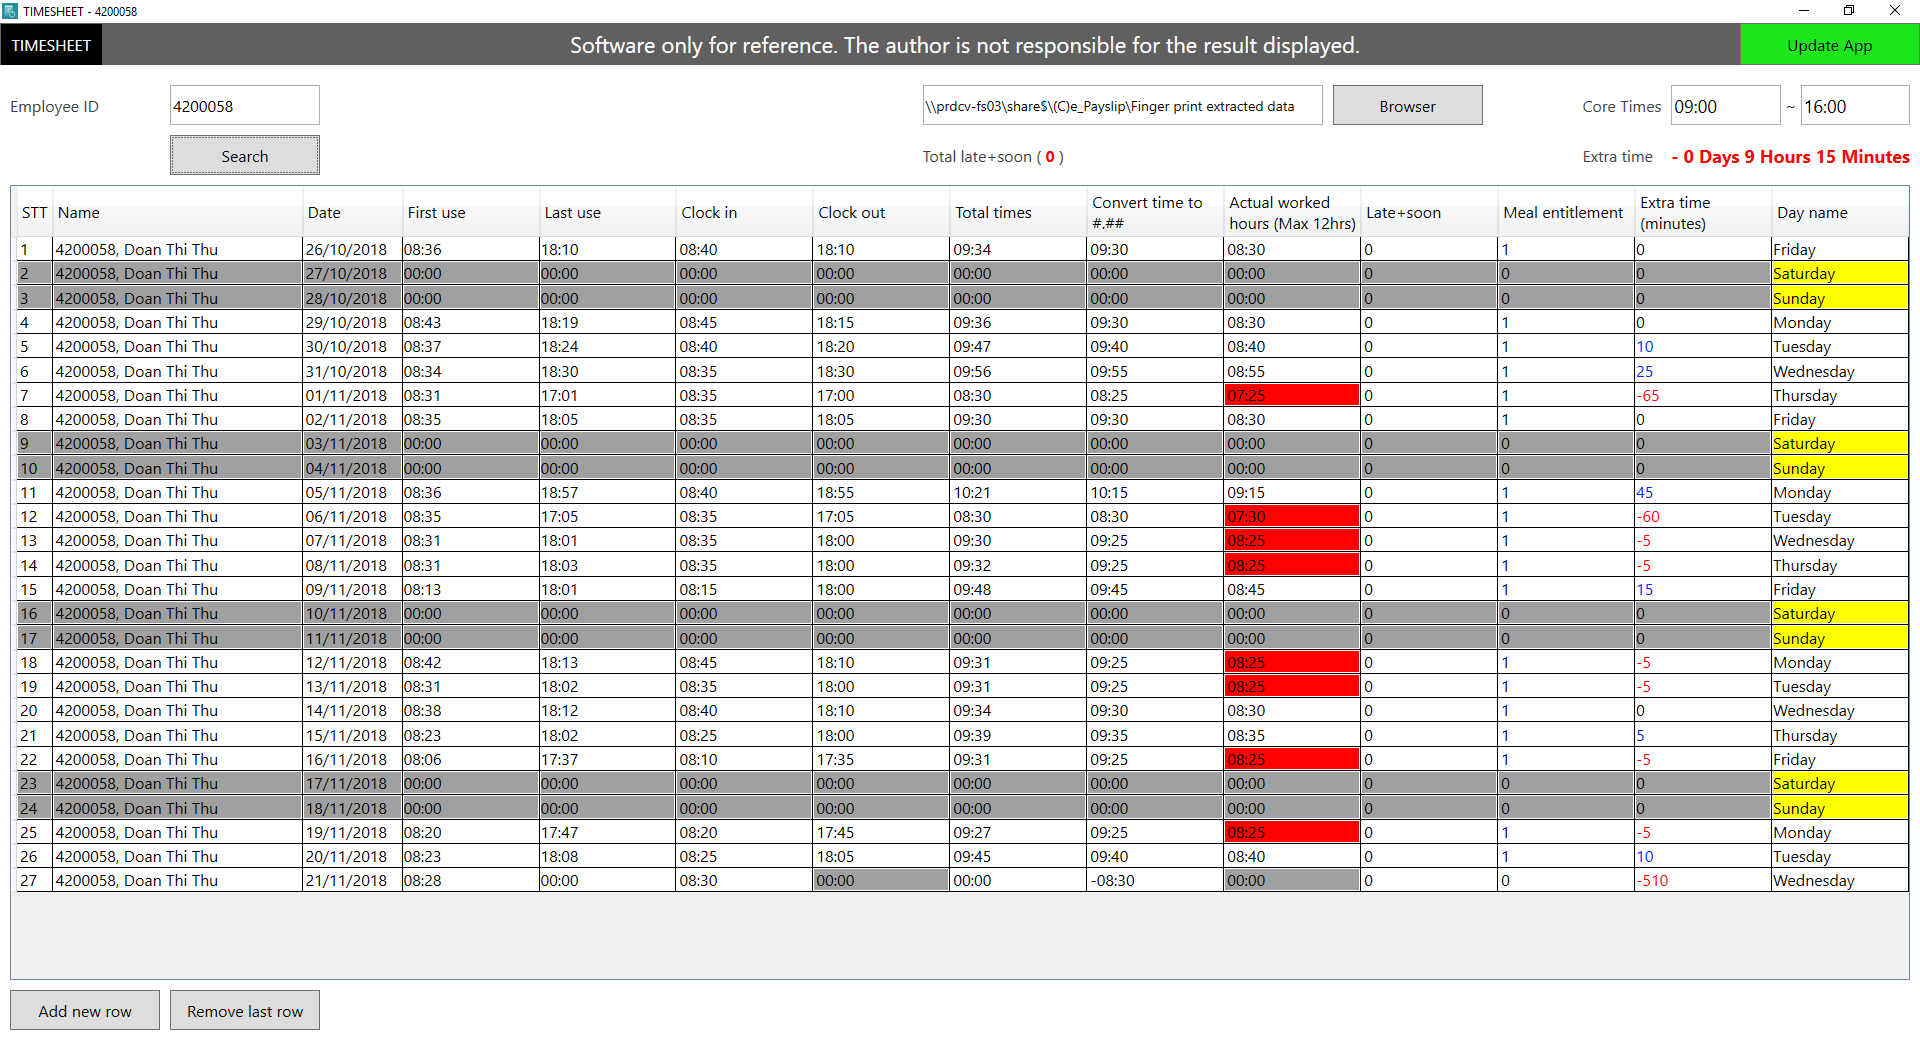 TIMESHEET - 4200058
TIMESHEET Software only for reference. The author is not responsible for the result displayed. Update App
Employee ID 4200058 \\prdcv-fs03\share$\(C)e_Payslip\Finger print extracted data Browser Core Times 09:00 ~ 16:00
Search Total late+soon ( 0 ) Extra time - 0 Days 9 Hours 15 Minutes
STT Name Date First use Last use Clock in Clock out Total times Convert time to #.## Actual worked hours (Max 12hrs) Late+soon Meal entitlement Extra time (minutes) Day name
1 4200058, Doan Thi Thu 26/10/2018 08:36 18:10 08:40 18:10 09:34 09:30 08:30 0 1 0 Friday
2 4200058, Doan Thi Thu 27/10/2018 00:00 00:00 00:00 00:00 00:00 00:00 00:00 0 0 0 Saturday
3 4200058, Doan Thi Thu 28/10/2018 00:00 00:00 00:00 00:00 00:00 00:00 00:00 0 0 0 Sunday
4 4200058, Doan Thi Thu 29/10/2018 08:43 18:19 08:45 18:15 09:36 09:30 08:30 0 1 0 Monday
5 4200058, Doan Thi Thu 30/10/2018 08:37 18:24 08:40 18:20 09:47 09:40 08:40 0 1 10 Tuesday
6 4200058, Doan Thi Thu 31/10/2018 08:34 18:30 08:35 18:30 09:56 09:55 08:55 0 1 25 Wednesday
7 4200058, Doan Thi Thu 01/11/2018 08:31 17:01 08:35 17:00 08:30 08:25 07:25 0 1 -65 Thursday
8 4200058, Doan Thi Thu 02/11/2018 08:35 18:05 08:35 18:05 09:30 09:30 08:30 0 1 0 Friday
9 4200058, Doan Thi Thu 03/11/2018 00:00 00:00 00:00 00:00 00:00 00:00 00:00 0 0 0 Saturday
10 4200058, Doan Thi Thu 04/11/2018 00:00 00:00 00:00 00:00 00:00 00:00 00:00 0 0 0 Sunday
11 4200058, Doan Thi Thu 05/11/2018 08:36 18:57 08:40 18:55 10:21 10:15 09:15 0 1 45 Monday
12 4200058, Doan Thi Thu 06/11/2018 08:35 17:05 08:35 17:05 08:30 08:30 07:30 0 1 -60 Tuesday
13 4200058, Doan Thi Thu 07/11/2018 08:31 18:01 08:35 18:00 09:30 09:25 08:25 0 1 -5 Wednesday
14 4200058, Doan Thi Thu 08/11/2018 08:31 18:03 08:35 18:00 09:32 09:25 08:25 0 1 -5 Thursday
15 4200058, Doan Thi Thu 09/11/2018 08:13 18:01 08:15 18:00 09:48 09:45 08:45 0 1 15 Friday
16 4200058, Doan Thi Thu 10/11/2018 00:00 00:00 00:00 00:00 00:00 00:00 00:00 0 0 0 Saturday
17 4200058, Doan Thi Thu 11/11/2018 00:00 00:00 00:00 00:00 00:00 00:00 00:00 0 0 0 Sunday
18 4200058, Doan Thi Thu 12/11/2018 08:42 18:13 08:45 18:10 09:31 09:25 08:25 0 1 -5 Monday
19 4200058, Doan Thi Thu 13/11/2018 08:31 18:02 08:35 18:00 09:31 09:25 08:25 0 1 -5 Tuesday
20 4200058, Doan Thi Thu 14/11/2018 08:38 18:12 08:40 18:10 09:34 09:30 08:30 0 1 0 Wednesday
21 4200058, Doan Thi Thu 15/11/2018 08:23 18:02 08:25 18:00 09:39 09:35 08:35 0 1 5 Thursday
22 4200058, Doan Thi Thu 16/11/2018 08:06 17:37 08:10 17:35 09:31 09:25 08:25 0 1 -5 Friday
23 4200058, Doan Thi Thu 17/11/2018 00:00 00:00 00:00 00:00 00:00 00:00 00:00 0 0 0 Saturday
24 4200058, Doan Thi Thu 18/11/2018 00:00 00:00 00:00 00:00 00:00 00:00 00:00 0 0 0 Sunday
25 4200058, Doan Thi Thu 19/11/2018 08:20 17:47 08:20 17:45 09:27 09:25 08:25 0 1 -5 Monday
26 4200058, Doan Thi Thu 20/11/2018 08:23 18:08 08:25 18:05 09:45 09:40 08:40 0 1 10 Tuesday
27 4200058, Doan Thi Thu 21/11/2018 08:28 00:00 08:30 00:00 00:00 -08:30 00:00 0 0 -510 Wednesday
Add new row Remove last row